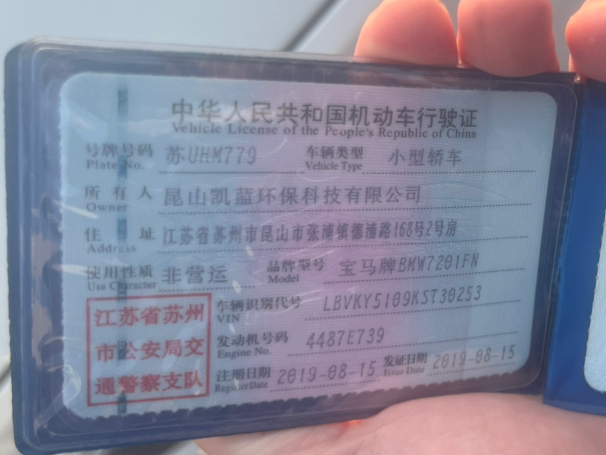 中华人民共和国机动车行驶证
Vehicle License of the People's Republic of China
号牌号码 苏UHM779 车辆类型 小型轿车
Plate No. Vehicle Type
所有人 昆山凯蓝环保科技有限公司
Owner
住址 江苏省苏州市昆山市张浦镇德浦路168号2号房
Address
使用性质 非营运 品牌型号 宝马牌BMW7201FN
Use Character Model
江苏省苏州 车辆识别代号 LBVKY5109KST30253
VIN
市公安局交 发动机号码 4487E739
Engine No.
通警察支队 注册日期 2019-08-15 发证日期 2019-08-15
Register Date Issue Date